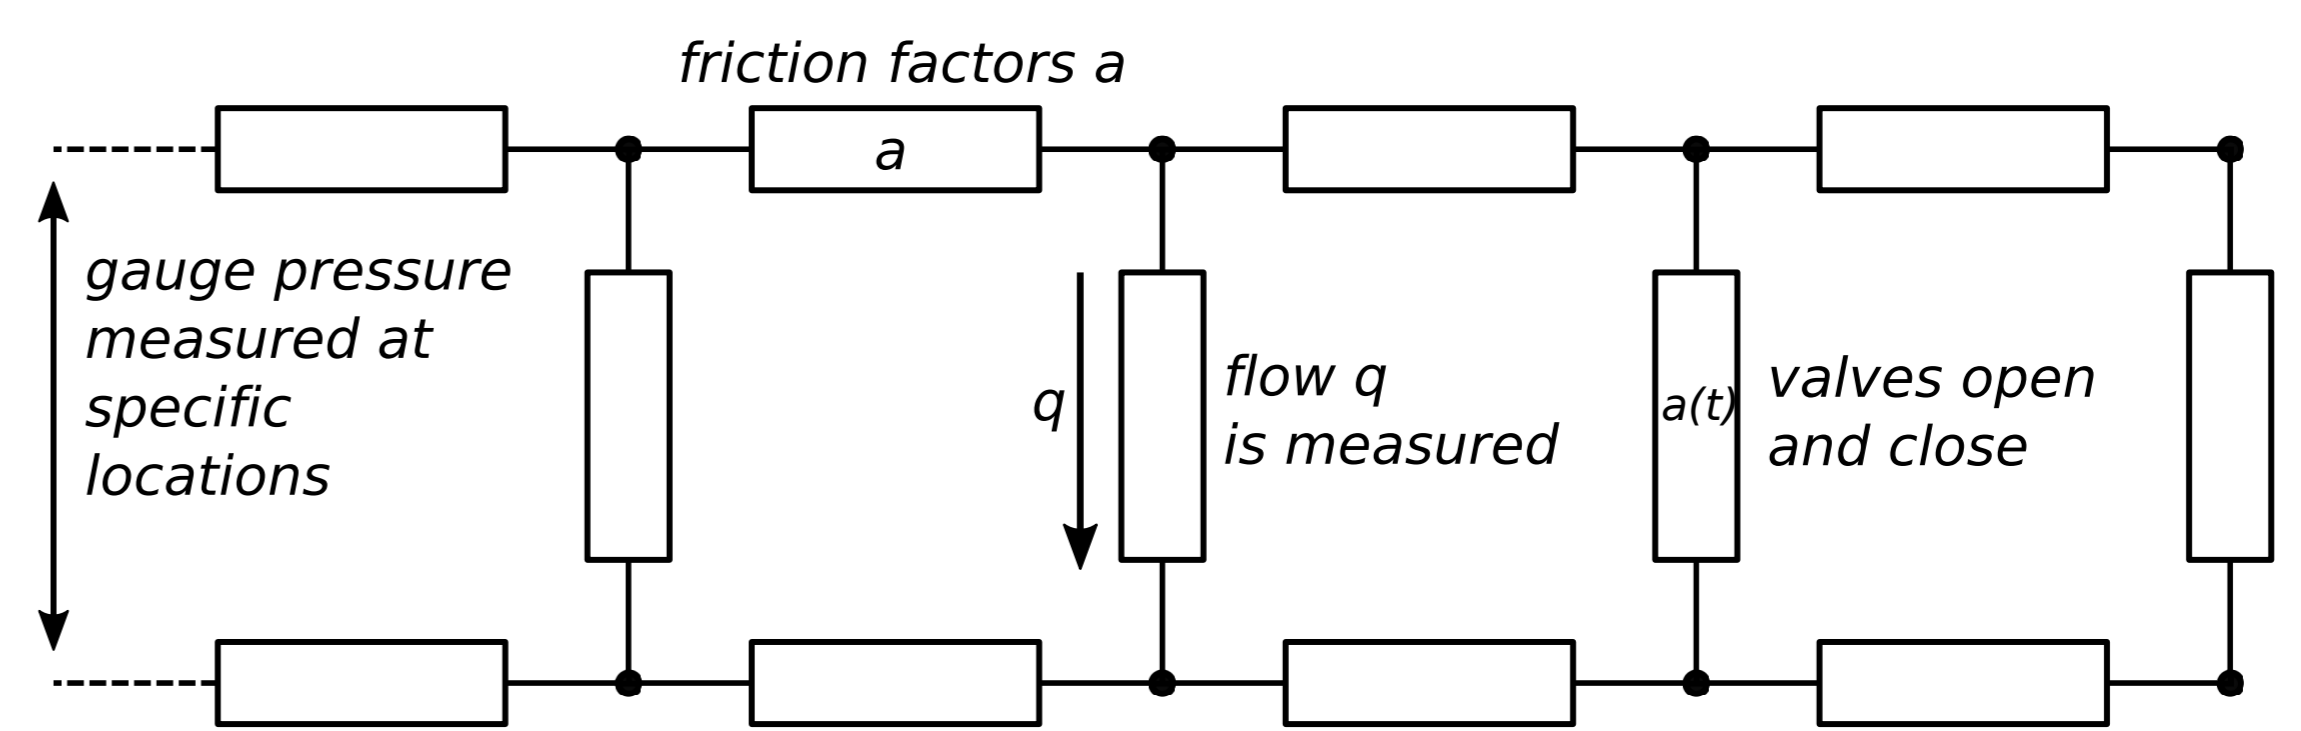 friction factors a
a
gauge pressure
measured at
specific
locations
q
flow q
is measured
a(t)
valves open
and close